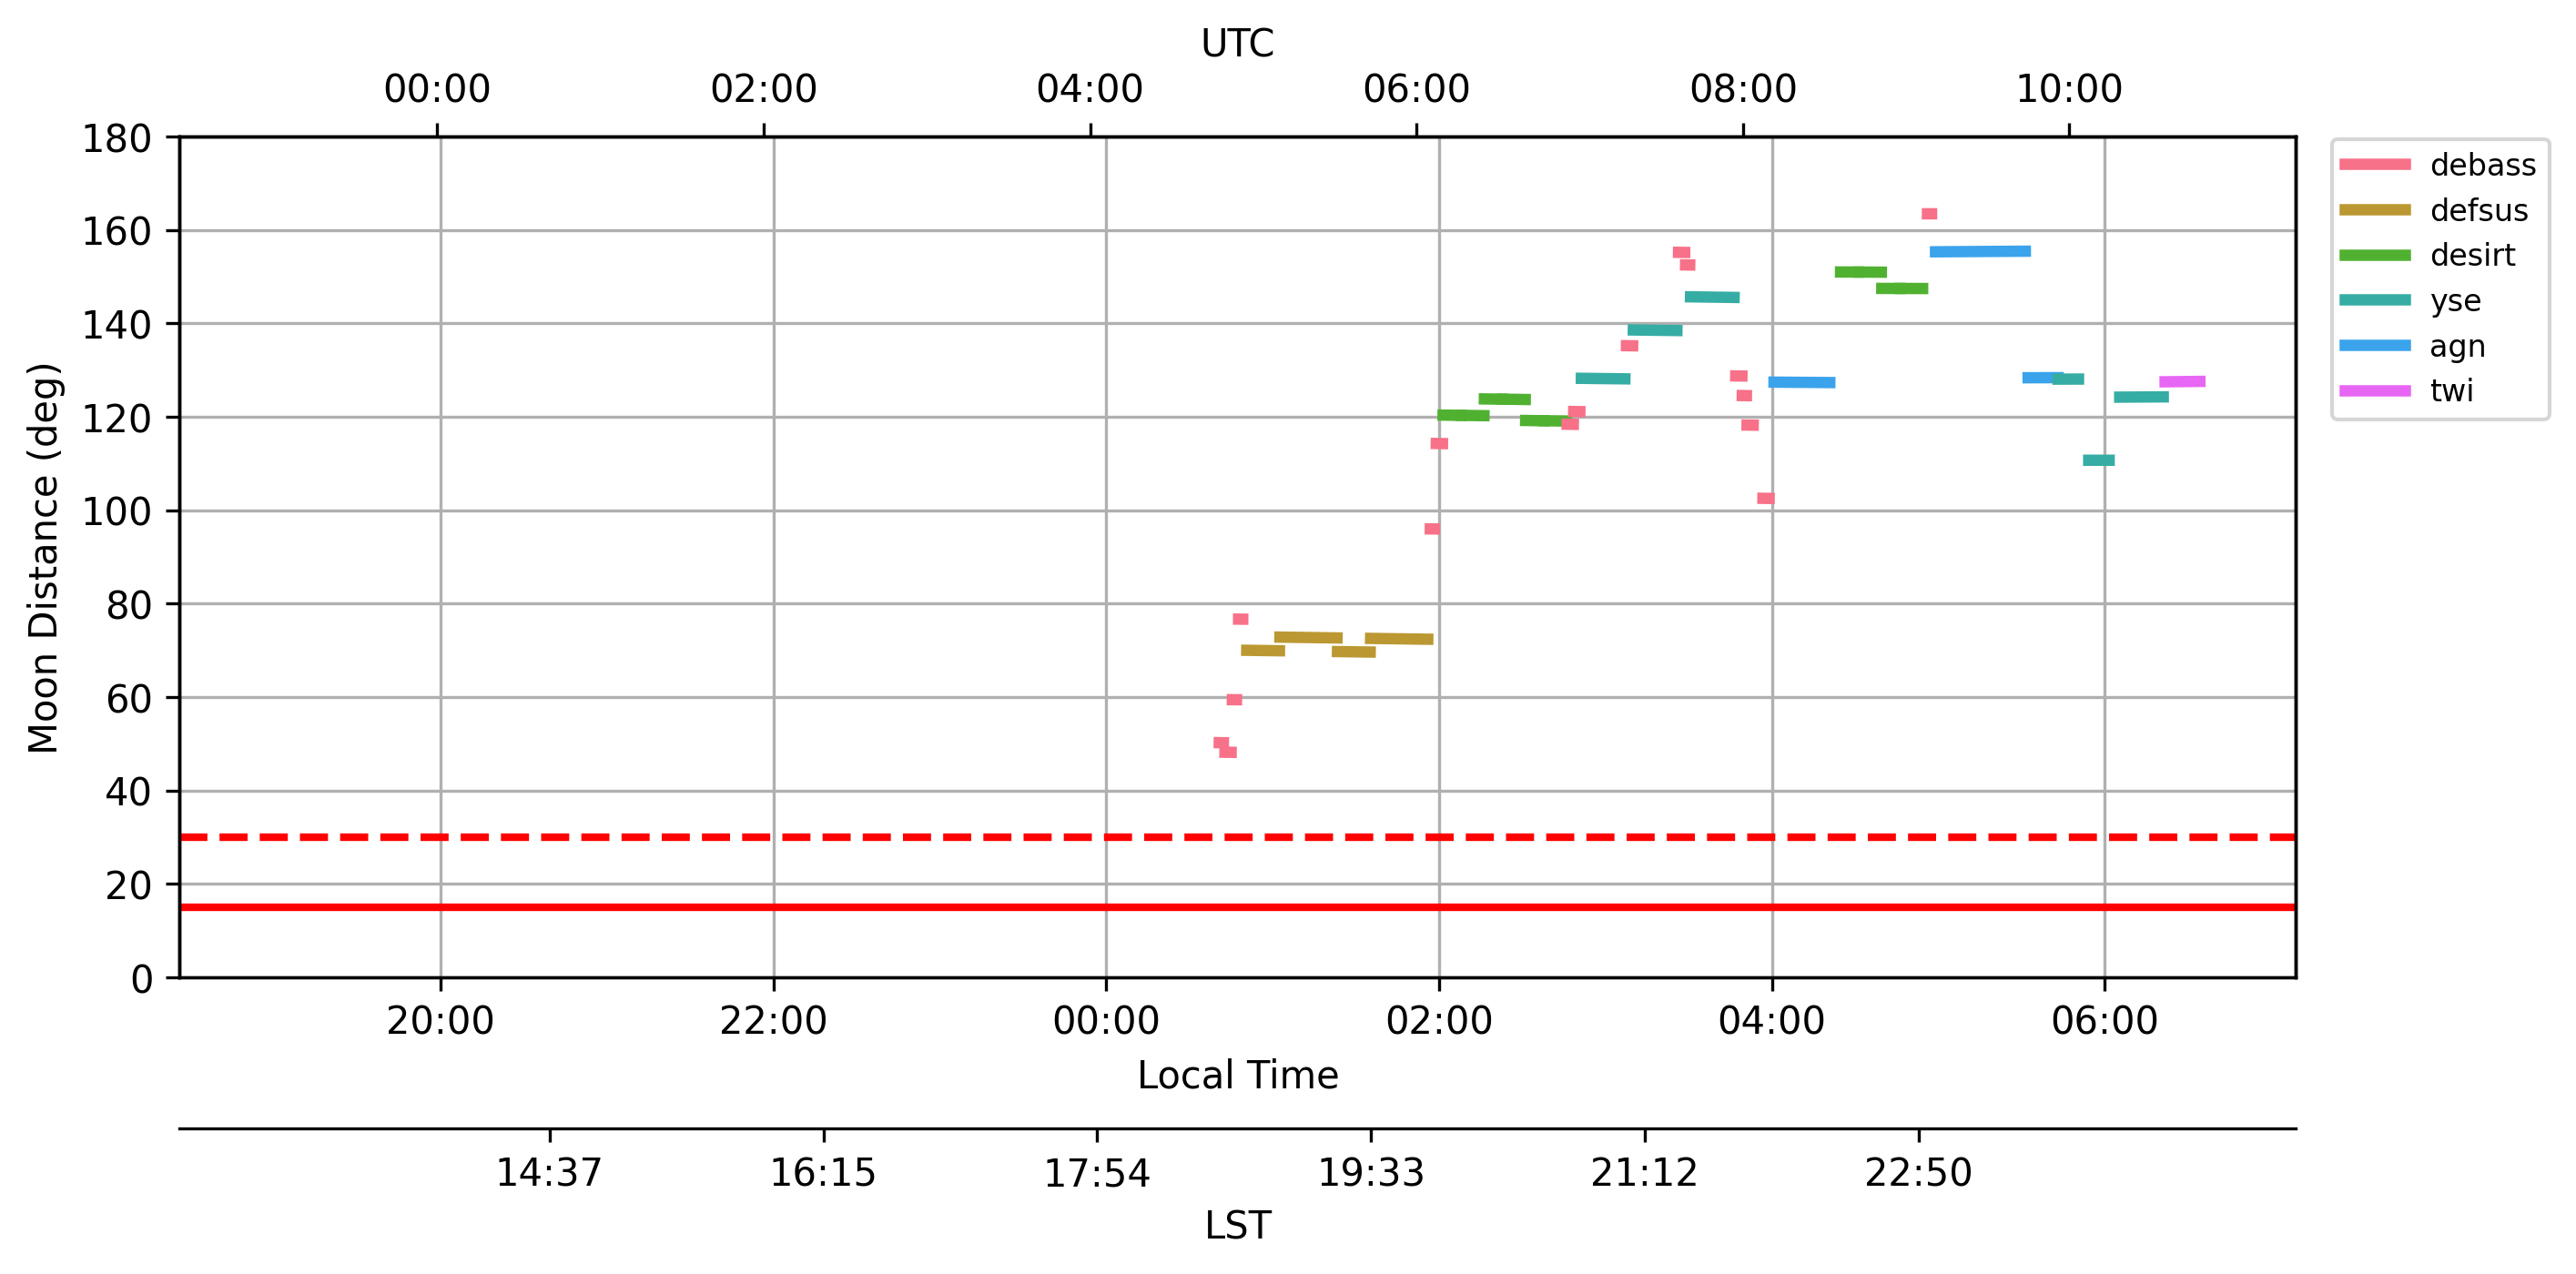 UTC
00:00 02:00 04:00 06:00 08:00 10:00
180
160
140
120
100
80
60
40
20
0
Moon Distance (deg)
debass
defsus
desirt
yse
agn
twi
20:00 22:00 00:00 02:00 04:00 06:00
Local Time
14:37 16:15 17:54 19:33 21:12 22:50
LST